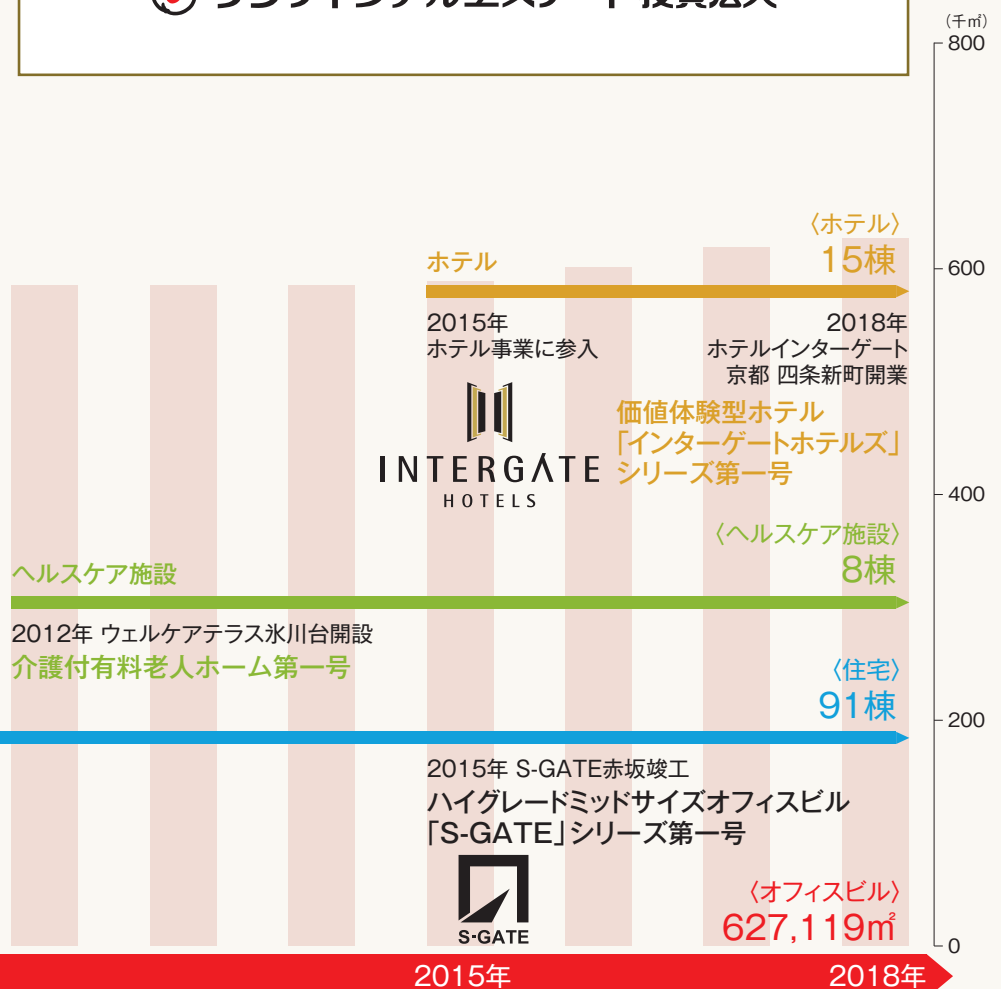 (千㎡)
800
〈ホテル〉
15棟
ホテル
600
2015年
ホテル事業に参入
2018年
ホテルインターゲート
京都 四条新町開業
価値体験型ホテル
「インターゲートホテルズ」
シリーズ第一号
INTERGATE
HOTELS
400
〈ヘルスケア施設〉
8棟
ヘルスケア施設
2012年 ウェルケアテラス氷川台開設
介護付有料老人ホーム第一号
〈住宅〉
91棟
200
2015年 S-GATE赤坂竣工
ハイグレードミッドサイズオフィスビル
「S-GATE」シリーズ第一号
S-GATE
〈オフィスビル〉
627,119㎡
0
2015年
2018年